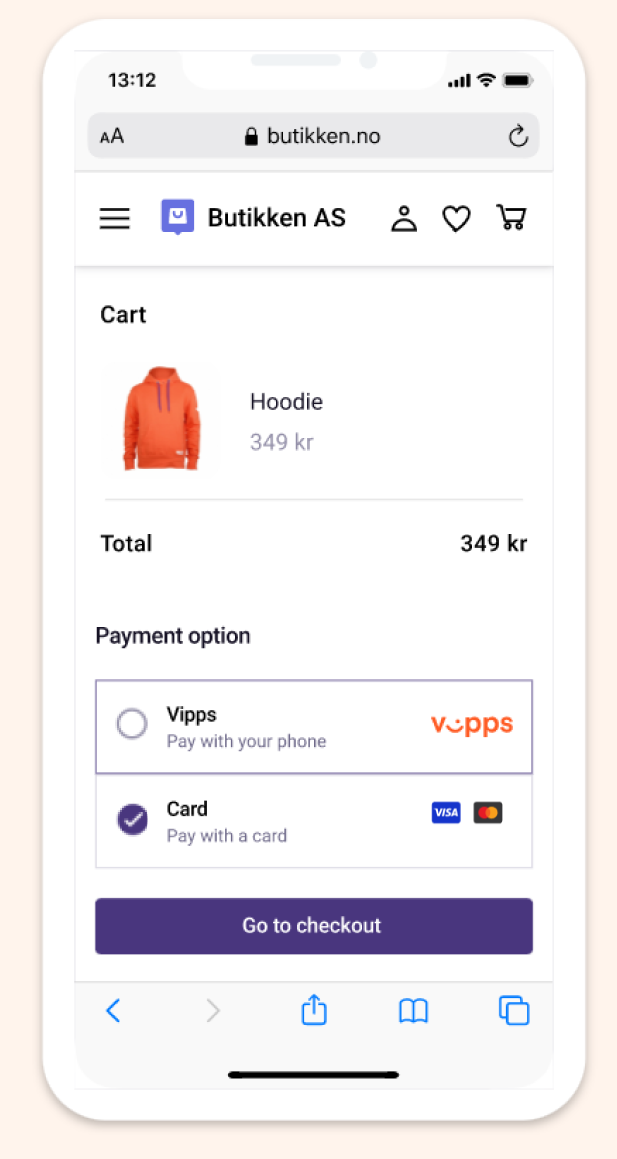 13:12
AA butikken.no
Butikken AS
Cart
Hoodie
349 kr
Total 349 kr
Payment option
Vipps
Pay with your phone
vipps
Card
Pay with a card
VISA
Go to checkout